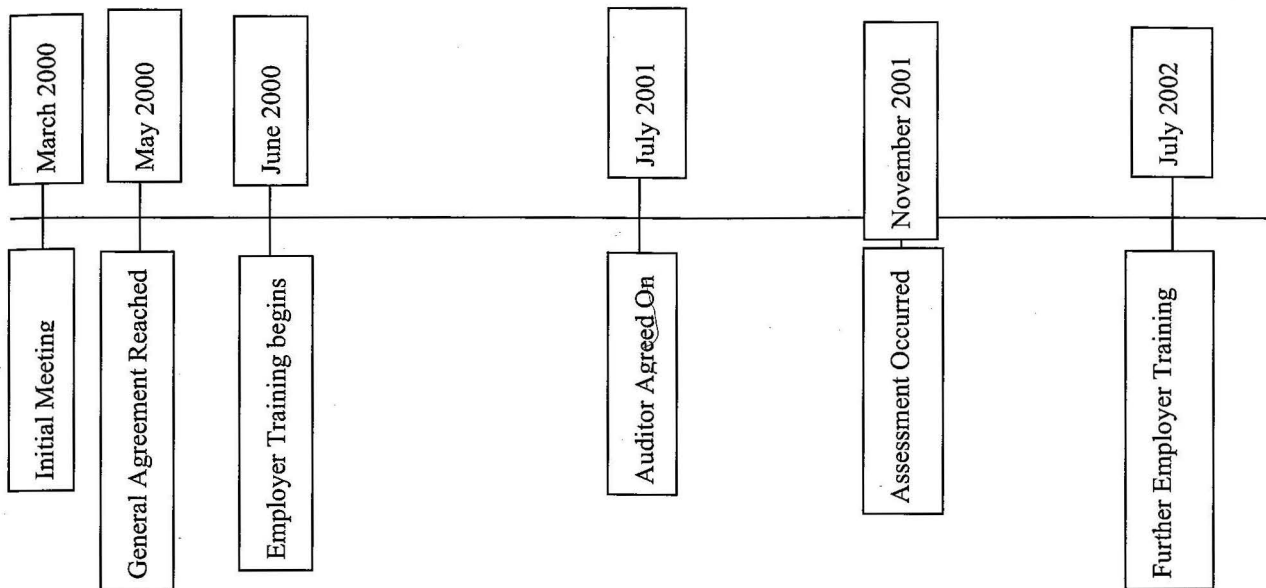 March 2000
Initial Meeting
May 2000
General Agreement Reached
June 2000
Employer Training begins
July 2001
Auditor Agreed On
November 2001
Assessment Occurred
July 2002
Further Employer Training